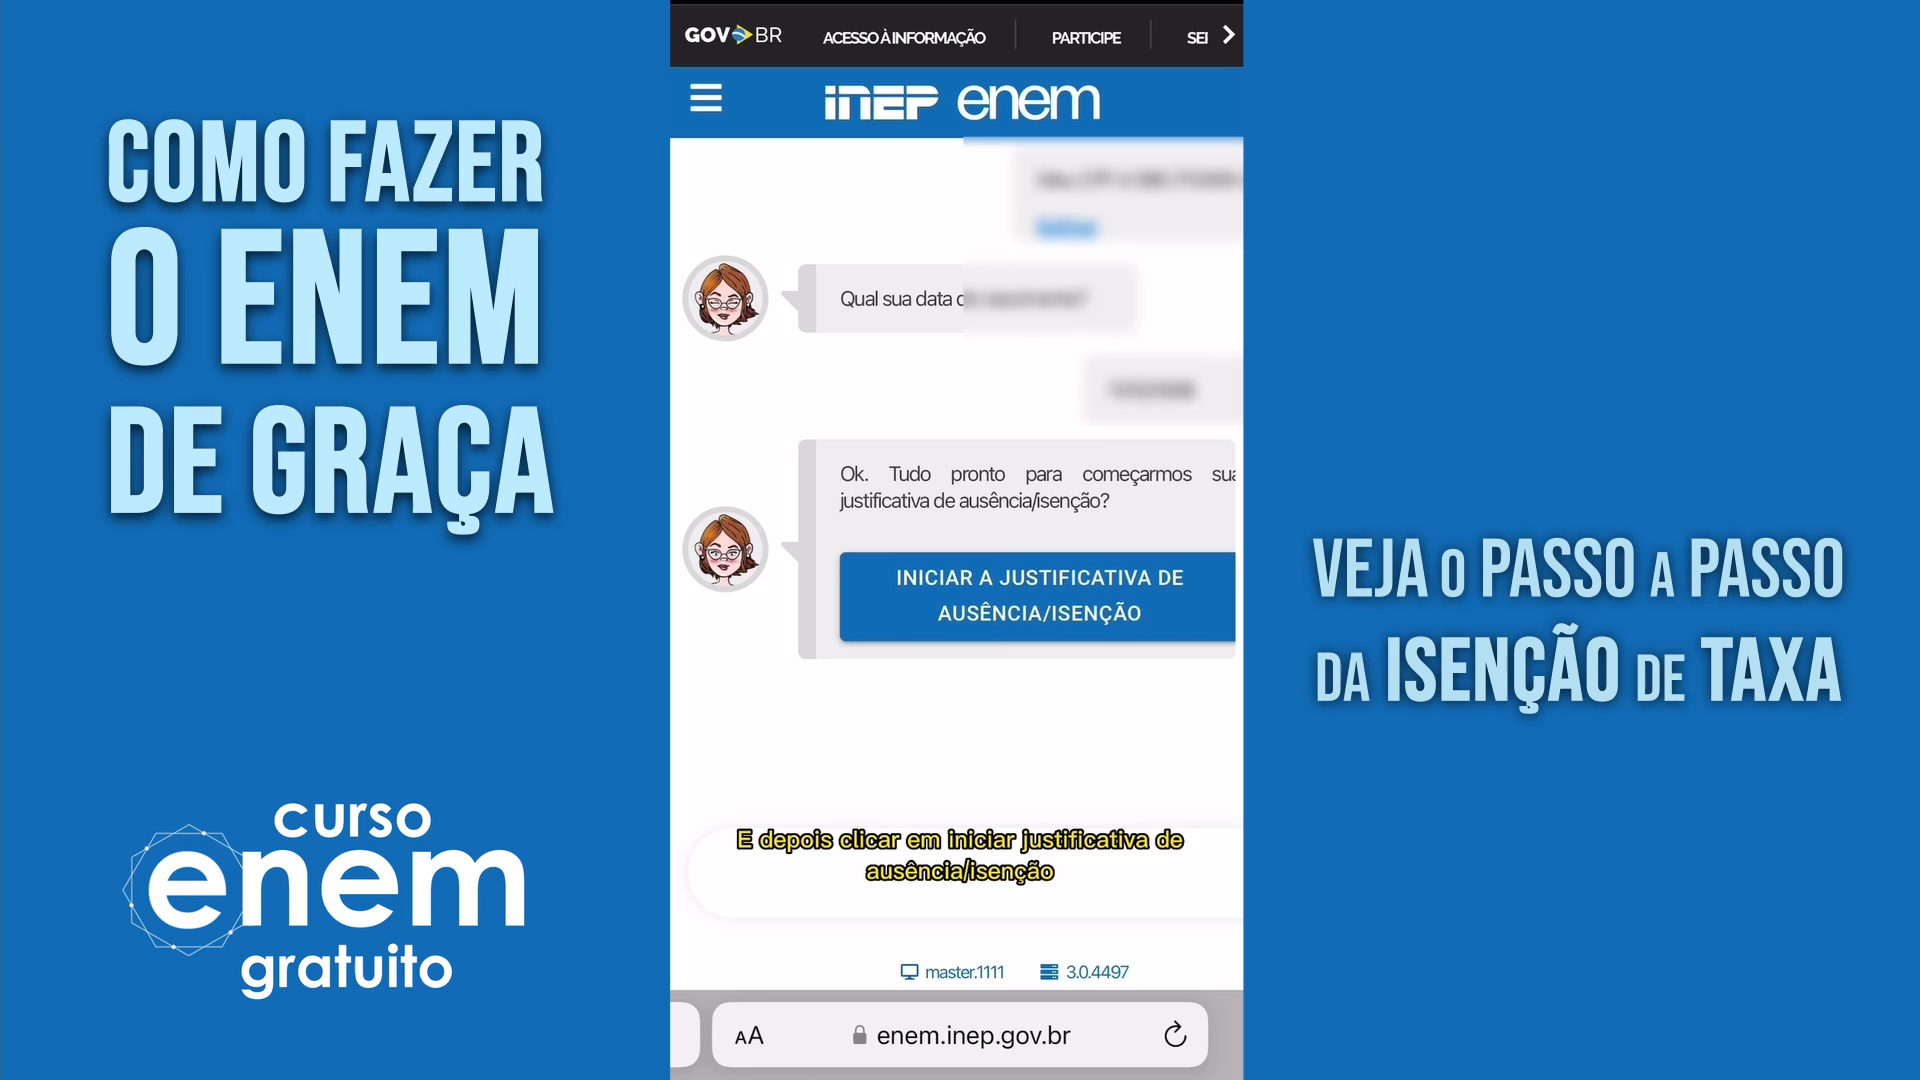 COMO FAZER
O ENEM
DE GRAÇA
curso
enem
gratuito
GOV BR ACESSO À INFORMAÇÃO PARTICIPE SE
INEP enem
Qual sua data
Ok. Tudo pronto para começarmos sua
justificativa de ausência/isenção?
INICIAR A JUSTIFICATIVA DE
AUSÊNCIA/ISENÇÃO
E depois clicar em iniciar justificativa de
ausência/isenção
master.1111 3.0.4497
AA enem.inep.gov.br
VEJA O PASSO A PASSO
DA ISENÇÃO DE TAXA